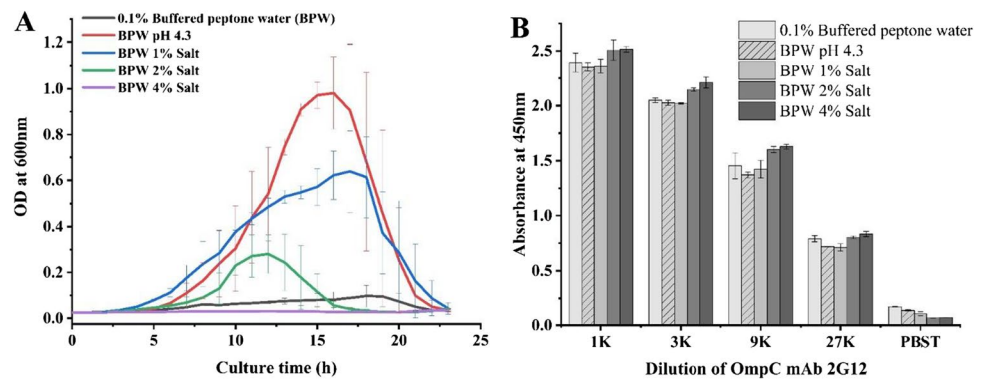 A
0.1% Buffered peptone water (BPW)
BPW pH 4.3
BPW 1% Salt
BPW 2% Salt
BPW 4% Salt
OD at 600nm
1.2
1.0
0.8
0.6
0.4
0.2
0.0
0 5 10 15 20 25
Culture time (h)
B
0.1% Buffered peptone water
BPW pH 4.3
BPW 1% Salt
BPW 2% Salt
BPW 4% Salt
Absorbance at 450nm
2.5
2.0
1.5
1.0
0.5
0.0
1K 3K 9K 27K PBST
Dilution of OmpC mAb 2G12